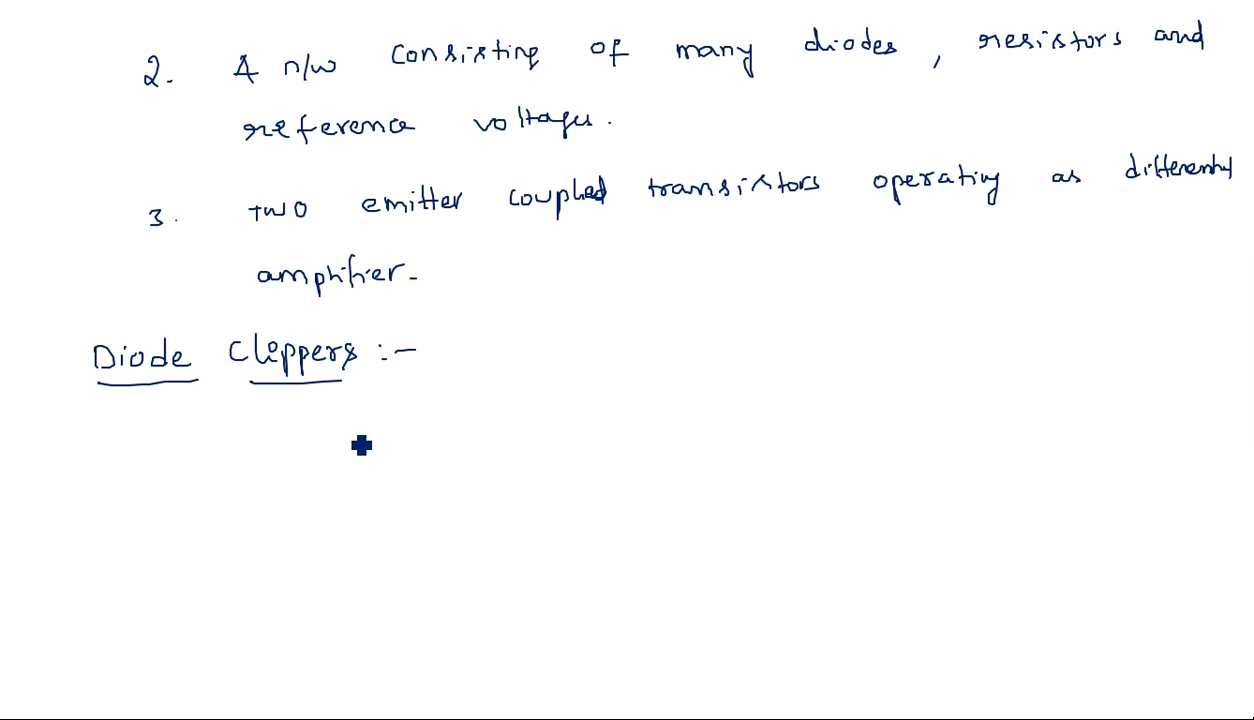 2. A n/w consisting of many diodes, resistors and
reference voltages.
3. two emitter coupled transistors operating as differential
amplifier.
Diode Clippers :-